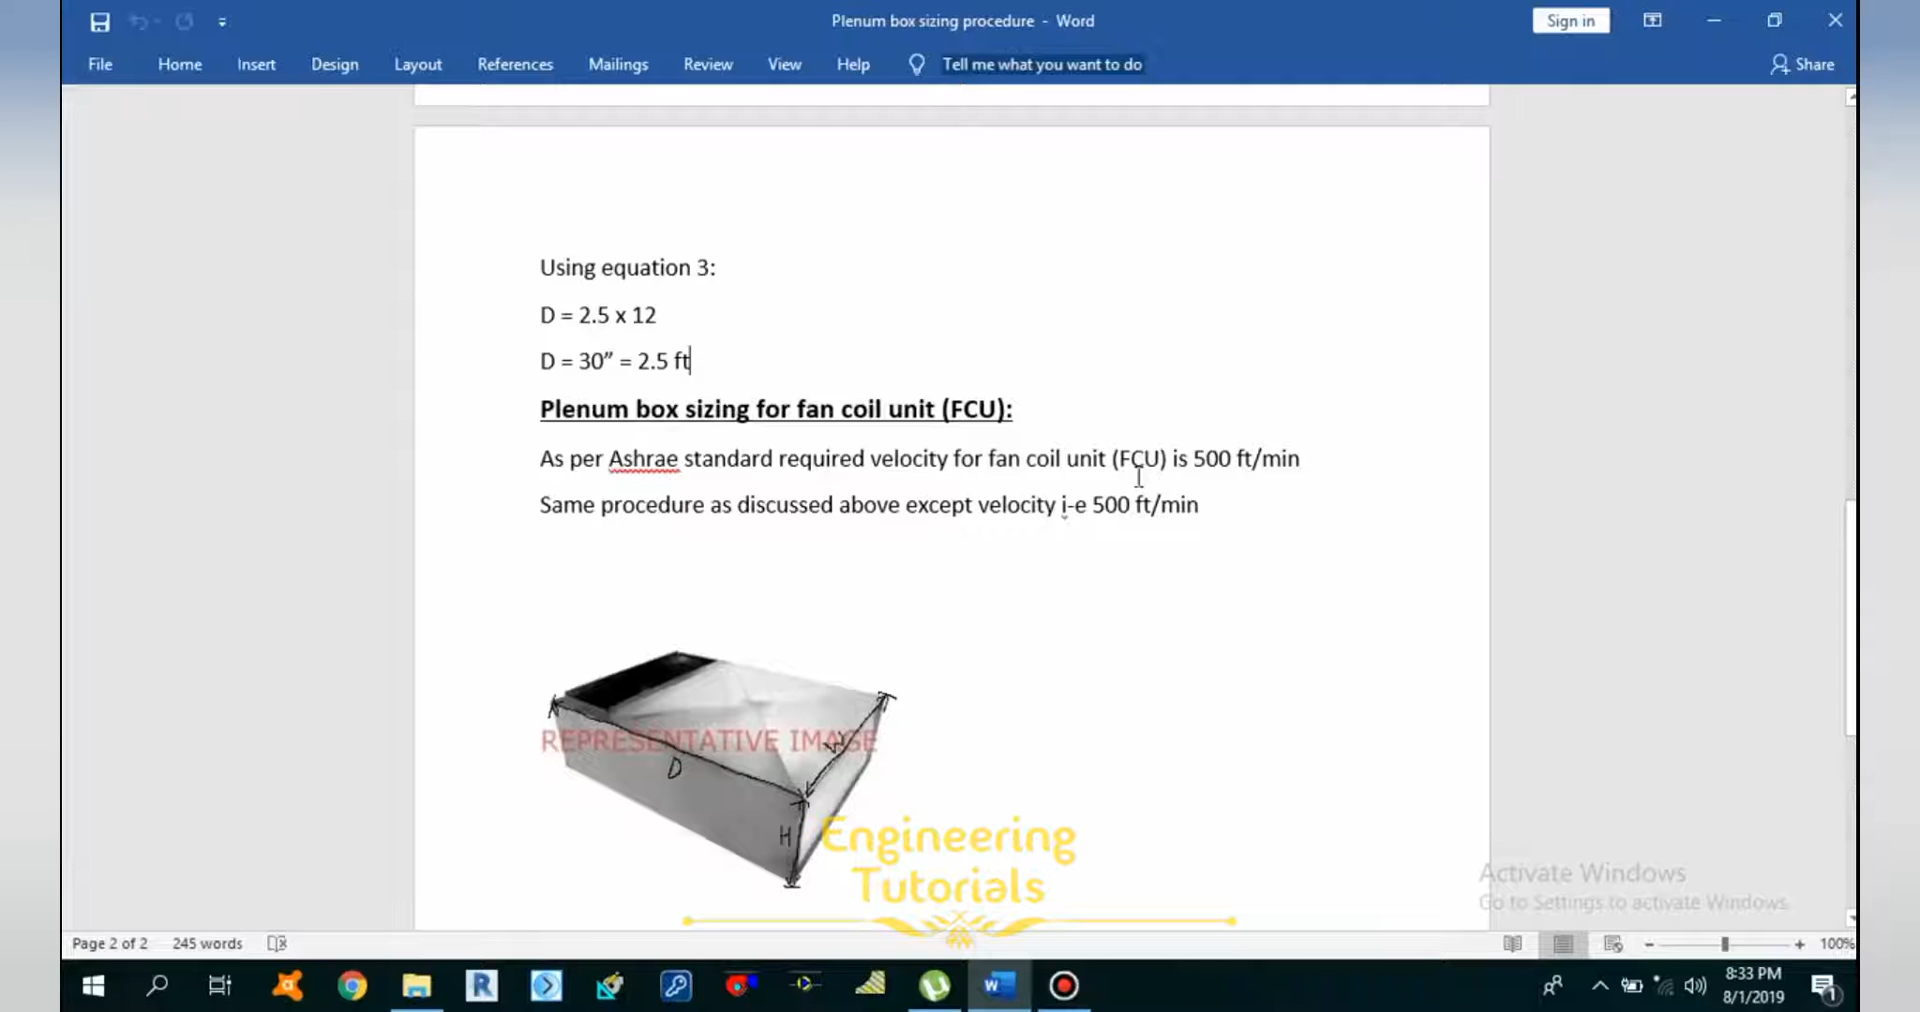 Plenum box sizing procedure - Word
Sign in
File Home Insert Design Layout References Mailings Review View Help Tell me what you want to do Share
Using equation 3:
D = 2.5 x 12
D = 30” = 2.5 ft
Plenum box sizing for fan coil unit (FCU):
As per Ashrae standard required velocity for fan coil unit (FCU) is 500 ft/min
Same procedure as discussed above except velocity i-e 500 ft/min
REPRESENTATIVE IMAGE
W
D
H
Engineering
Tutorials
Activate Windows
Go to Settings to activate Windows.
Page 2 of 2 245 words 100%
8:33 PM
8/1/2019
1